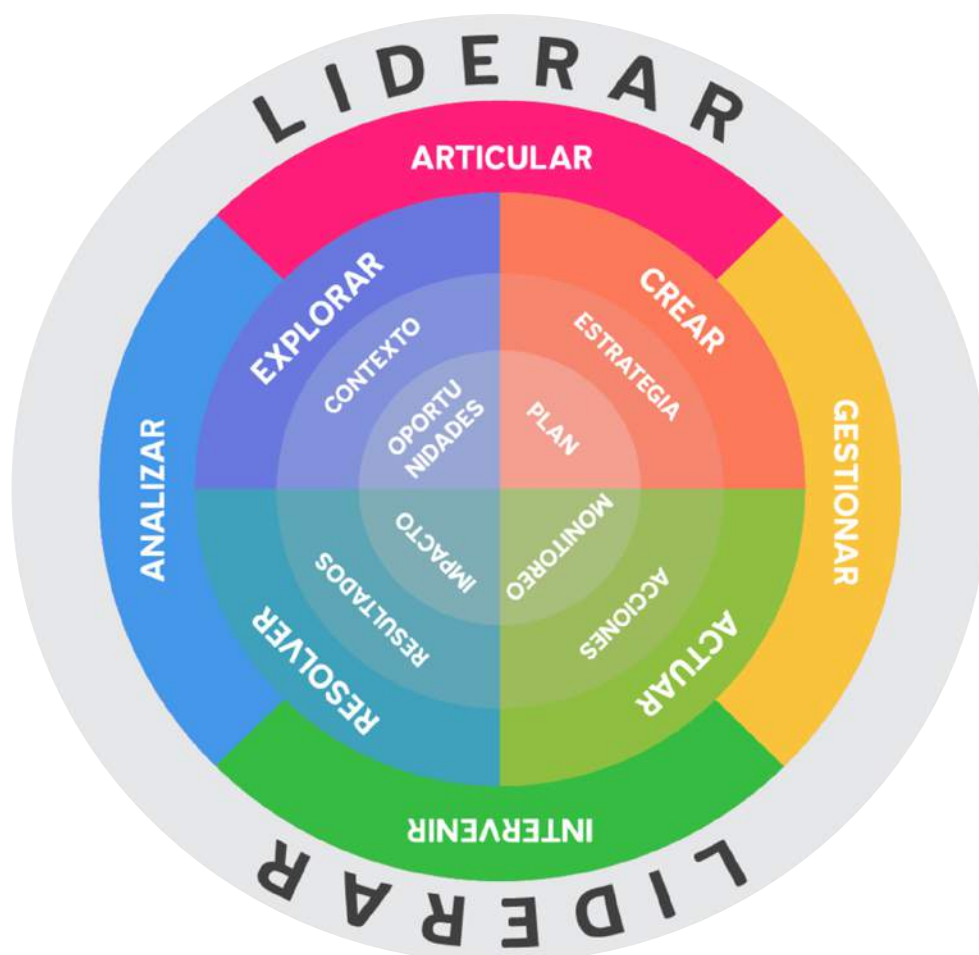 LIDERAR
ARTICULAR
EXPLORAR
CREAR
CONTEXTO
ESTRATEGIA
OPORTU
NIDADES
PLAN
ANALIZAR
GESTIONAR
IMPACTO
MONITOREO
RESULTADOS
ACCIONES
RESOLVER
ACTUAR
INTERVENIR
LIDERAR